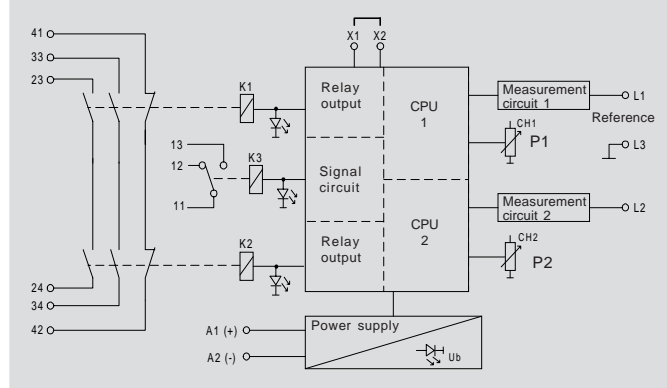 41
33
23
X1 X2
K1
Relay
output
CPU
1
Measurement
circuit 1
L1
Reference
CH1
P1
L3
13
12
11
K3
Signal
circuit
CPU
2
Measurement
circuit 2
L2
K2
Relay
output
CH2
P2
24
34
42
A1 (+)
A2 (-)
Power supply
Ub